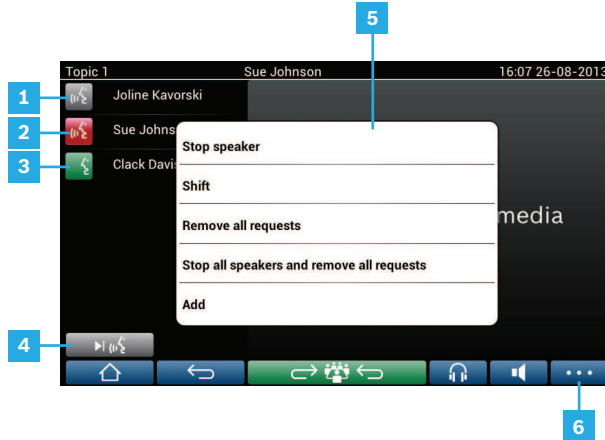 5
Topic 1 Sue Johnson 16:07 26-08-2013
1 Joline Kavorski
2 Sue Johns
3 Clack Davi
Stop speaker
Shift
Remove all requests
media
Stop all speakers and remove all requests
Add
4
6